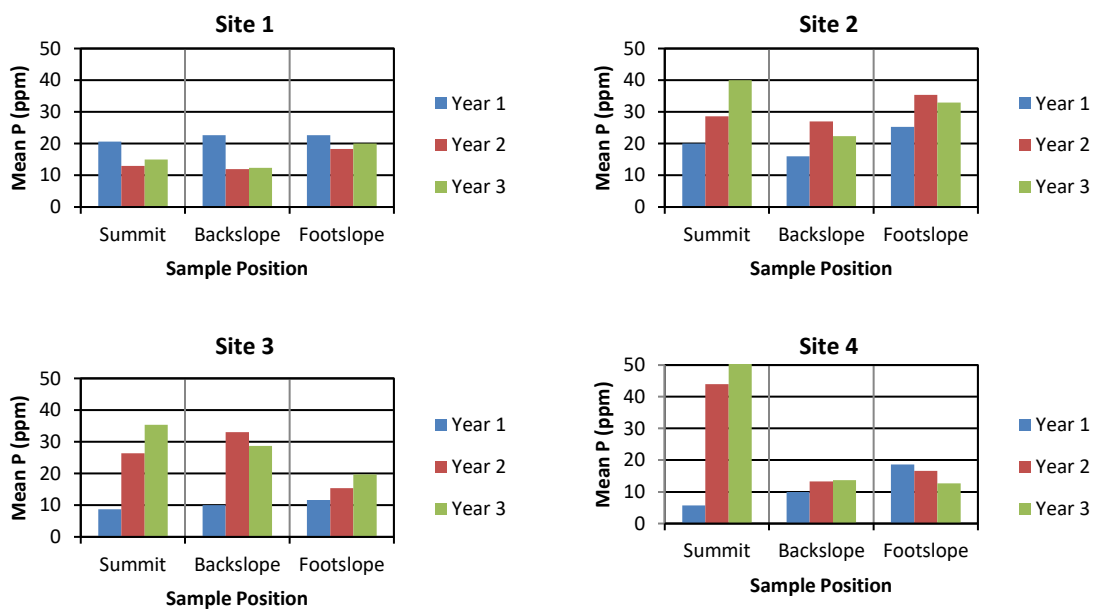 Site 1
50
40
30
20
10
0
Mean P (ppm)
Summit Backslope Footslope
Sample Position
Year 1
Year 2
Year 3
Site 2
50
40
30
20
10
0
Mean P (ppm)
Summit Backslope Footslope
Sample Position
Year 1
Year 2
Year 3
Site 3
50
40
30
20
10
0
Mean P (ppm)
Summit Backslope Footslope
Sample Position
Year 1
Year 2
Year 3
Site 4
50
40
30
20
10
0
Mean P (ppm)
Summit Backslope Footslope
Sample Position
Year 1
Year 2
Year 3